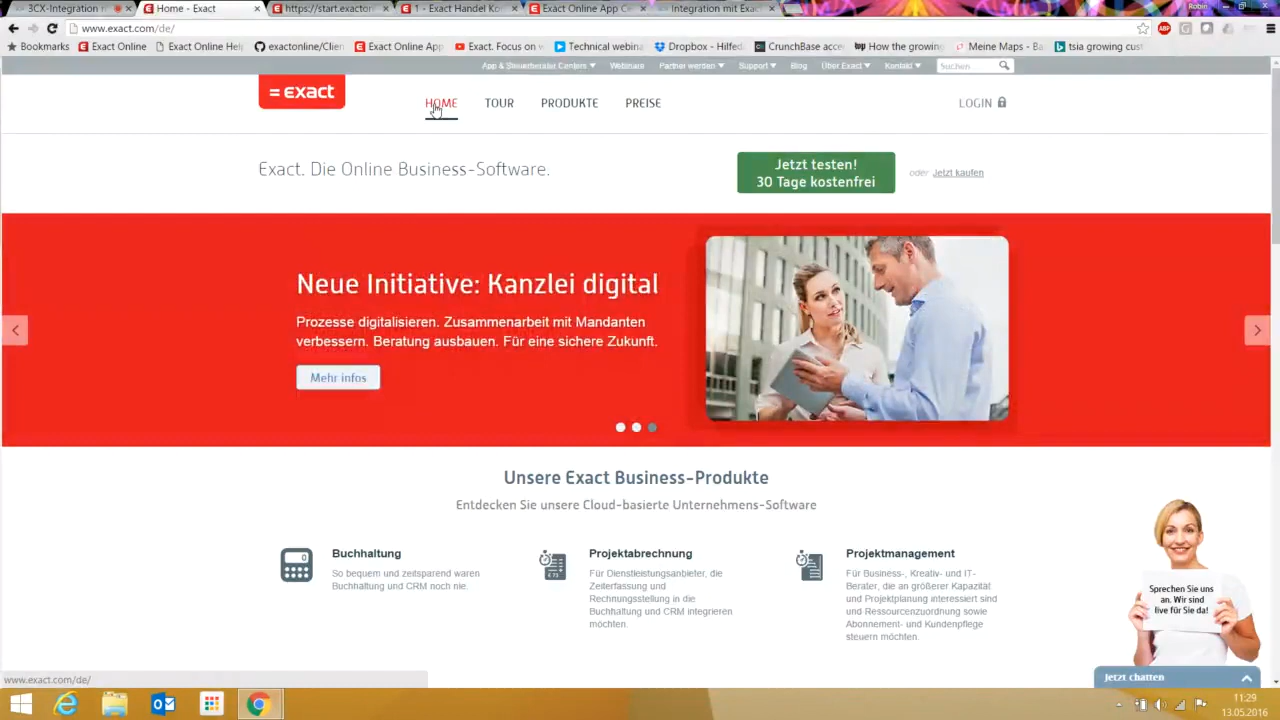 3CX-Integration
Home - Exact
https://start.exactonl
1 - Exact Handel Ko
Exact Online App Ce
Integration mit Exac
Robin
www.exact.com/de/
ABP
Bookmarks
Exact Online
Exact Online Help
exactonline/Clien
Exact Online App
Exact. Focus on
Technical webina
Dropbox - Hilfed
CrunchBase acce
How the growing
Meine Maps - Ba
tsia growing cust
App & Steuerberater Centers
Webinare
Partner werden
Support
Blog
Über Exact
Kontakt
Suchen
= exact
HOME
TOUR
PRODUKTE
PREISE
LOGIN
Exact. Die Online Business-Software.
Jetzt testen!
30 Tage kostenfrei
oder Jetzt kaufen
Neue Initiative: Kanzlei digital
Prozesse digitalisieren. Zusammenarbeit mit Mandanten
verbessern. Beratung ausbauen. Für eine sichere Zukunft.
Mehr infos
Unsere Exact Business-Produkte
Entdecken Sie unsere Cloud-basierte Unternehmens-Software
Buchhaltung
So bequem und zeitsparend waren
Buchhaltung und CRM noch nie.
Projektabrechnung
Für Dienstleistungsanbieter, die
Zeiterfassung und
Rechnungsstellung in die
Buchhaltung und CRM integrieren
möchten.
Projektmanagement
Für Business-, Kreativ- und IT-
Berater, die an größerer Kapazität
und Projektplanung interessiert sind
und Ressourcenzuordnung sowie
Abonnement- und Kundenpflege
steuern möchten.
Sprechen Sie uns
an. Wir sind
live für Sie da!
Jetzt chatten
www.exact.com/de/
11:29
13.05.2016